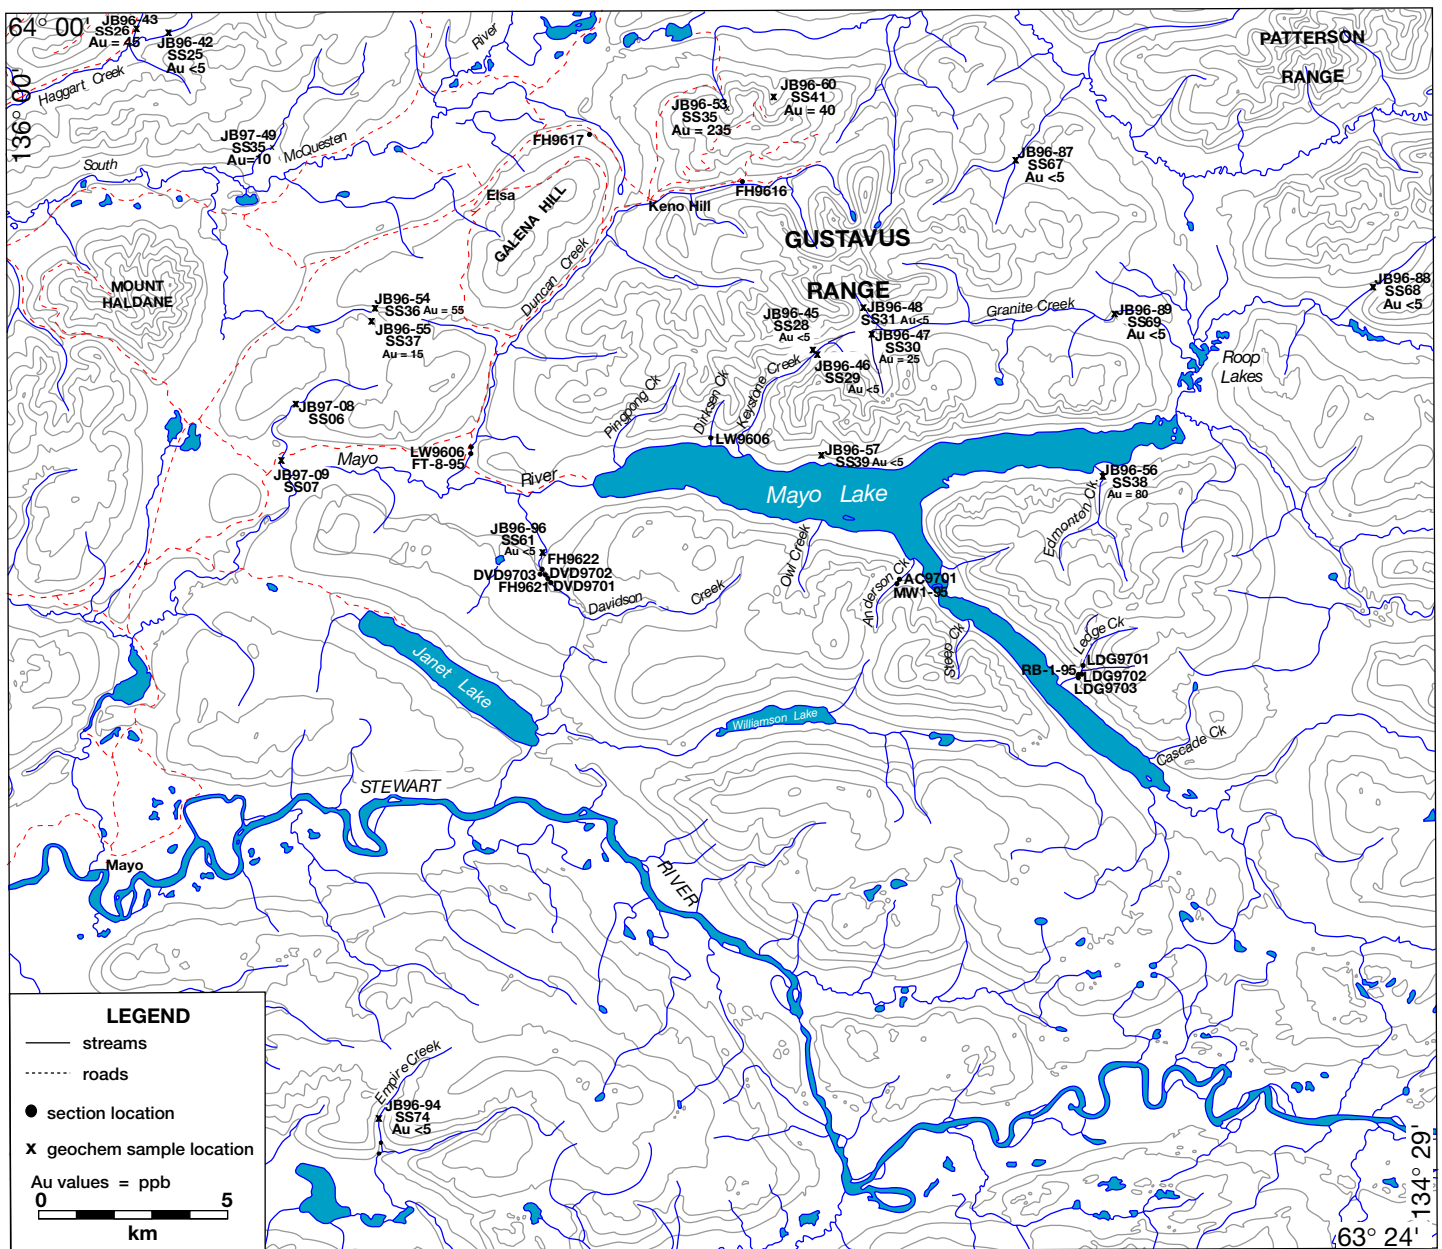 64° 00'
136° 00'
JB96-43
SS26
Au = 45
JB96-42
SS25
Au <5
Haggart Creek
River
PATTERSON
RANGE
JB96-60
SS41
Au = 40
JB96-53
SS35
Au = 235
JB97-49
SS35
Au=10
South
McQuesten
FH9617
JB96-87
SS67
Au <5
Elsa
GALENA HILL
FH9616
Keno Hill
GUSTAVUS
RANGE
Duncan Creek
MOUNT
HALDANE
JB96-88
SS68
Au <5
JB96-54
SS36 Au = 55
JB96-55
SS37
Au = 15
JB96-45
SS28
Au <5
JB96-48
SS31 Au<5
JB96-47
SS30
Au = 25
JB96-46
SS29
Au <5
Granite Creek
JB96-89
SS69
Au <5
Roop
Lakes
Pingpong Ck
Dirksen Ck
Keystone Creek
JB97-08
SS06
LW9606
LW9606
FT-8-95
Mayo
River
JB97-09
SS07
JB96-57
SS39 Au <5
Mayo Lake
JB96-56
SS38
Au = 80
Edmonton Ck
JB96-96
SS61
Au <5
FH9622
DVD9703
DVD9702
FH9621
DVD9701
Davidson
Creek
Owl Creek
Anderson Ck
AC9701
MW1-95
Steep Ck
Ledge Ck
LDG9701
RB-1-95
LDG9702
LDG9703
Janet Lake
Williamson Lake
Cascade Ck
STEWART
RIVER
Mayo
LEGEND
streams
roads
section location
x geochem sample location
Au values = ppb
0 5
km
Empire Creek
JB96-94
SS74
Au <5
134° 29'
63° 24'